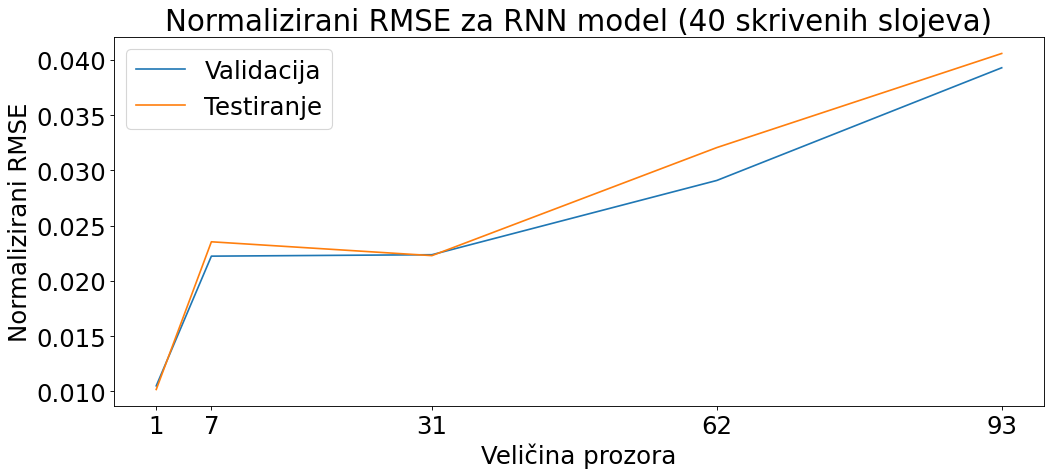 Normalizirani RMSE za RNN model (40 skrivenih slojeva)
Validacija
Testiranje
Normalizirani RMSE
0.040
0.035
0.030
0.025
0.020
0.015
0.010
1 7 31 62 93
Veličina prozora